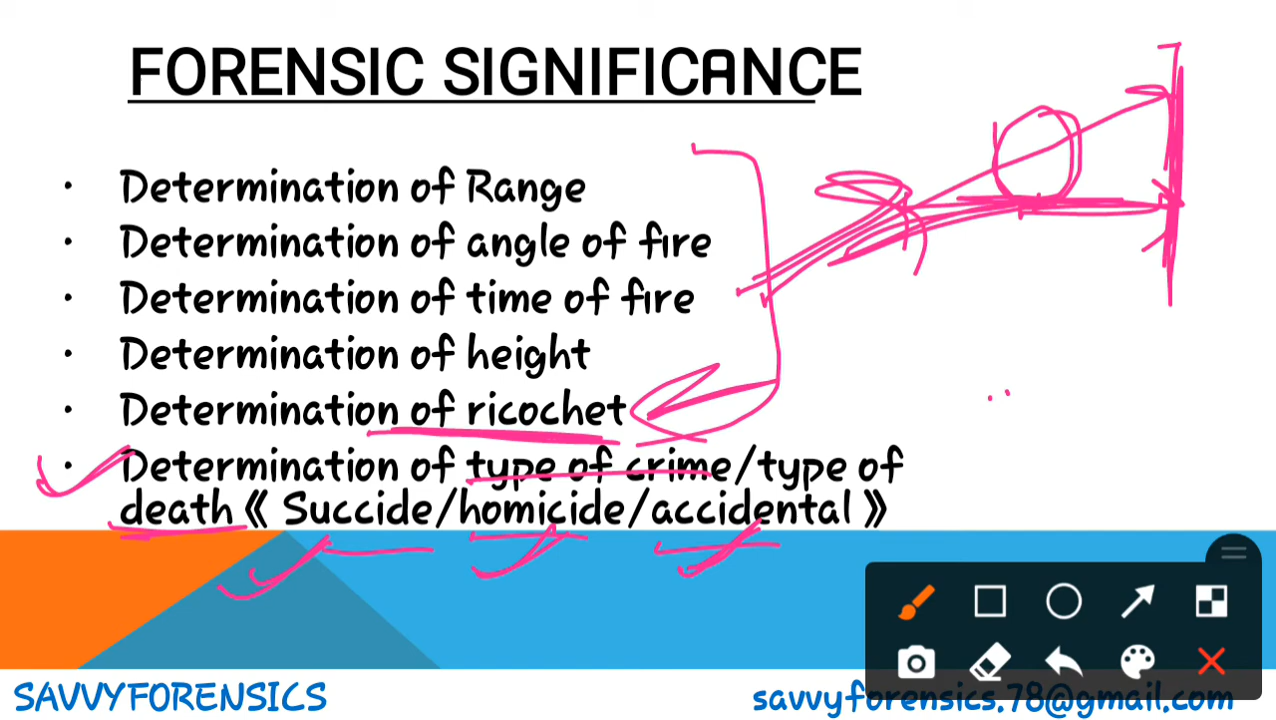 FORENSIC SIGNIFICANCE
• Determination of Range
• Determination of angle of fire
• Determination of time of fire
• Determination of height
• Determination of ricochet
• Determination of type of crime/type of
death《 Succide/homicide/accidental 》
SAVVYFORENSICS
savvyforensics.78@gmail.com